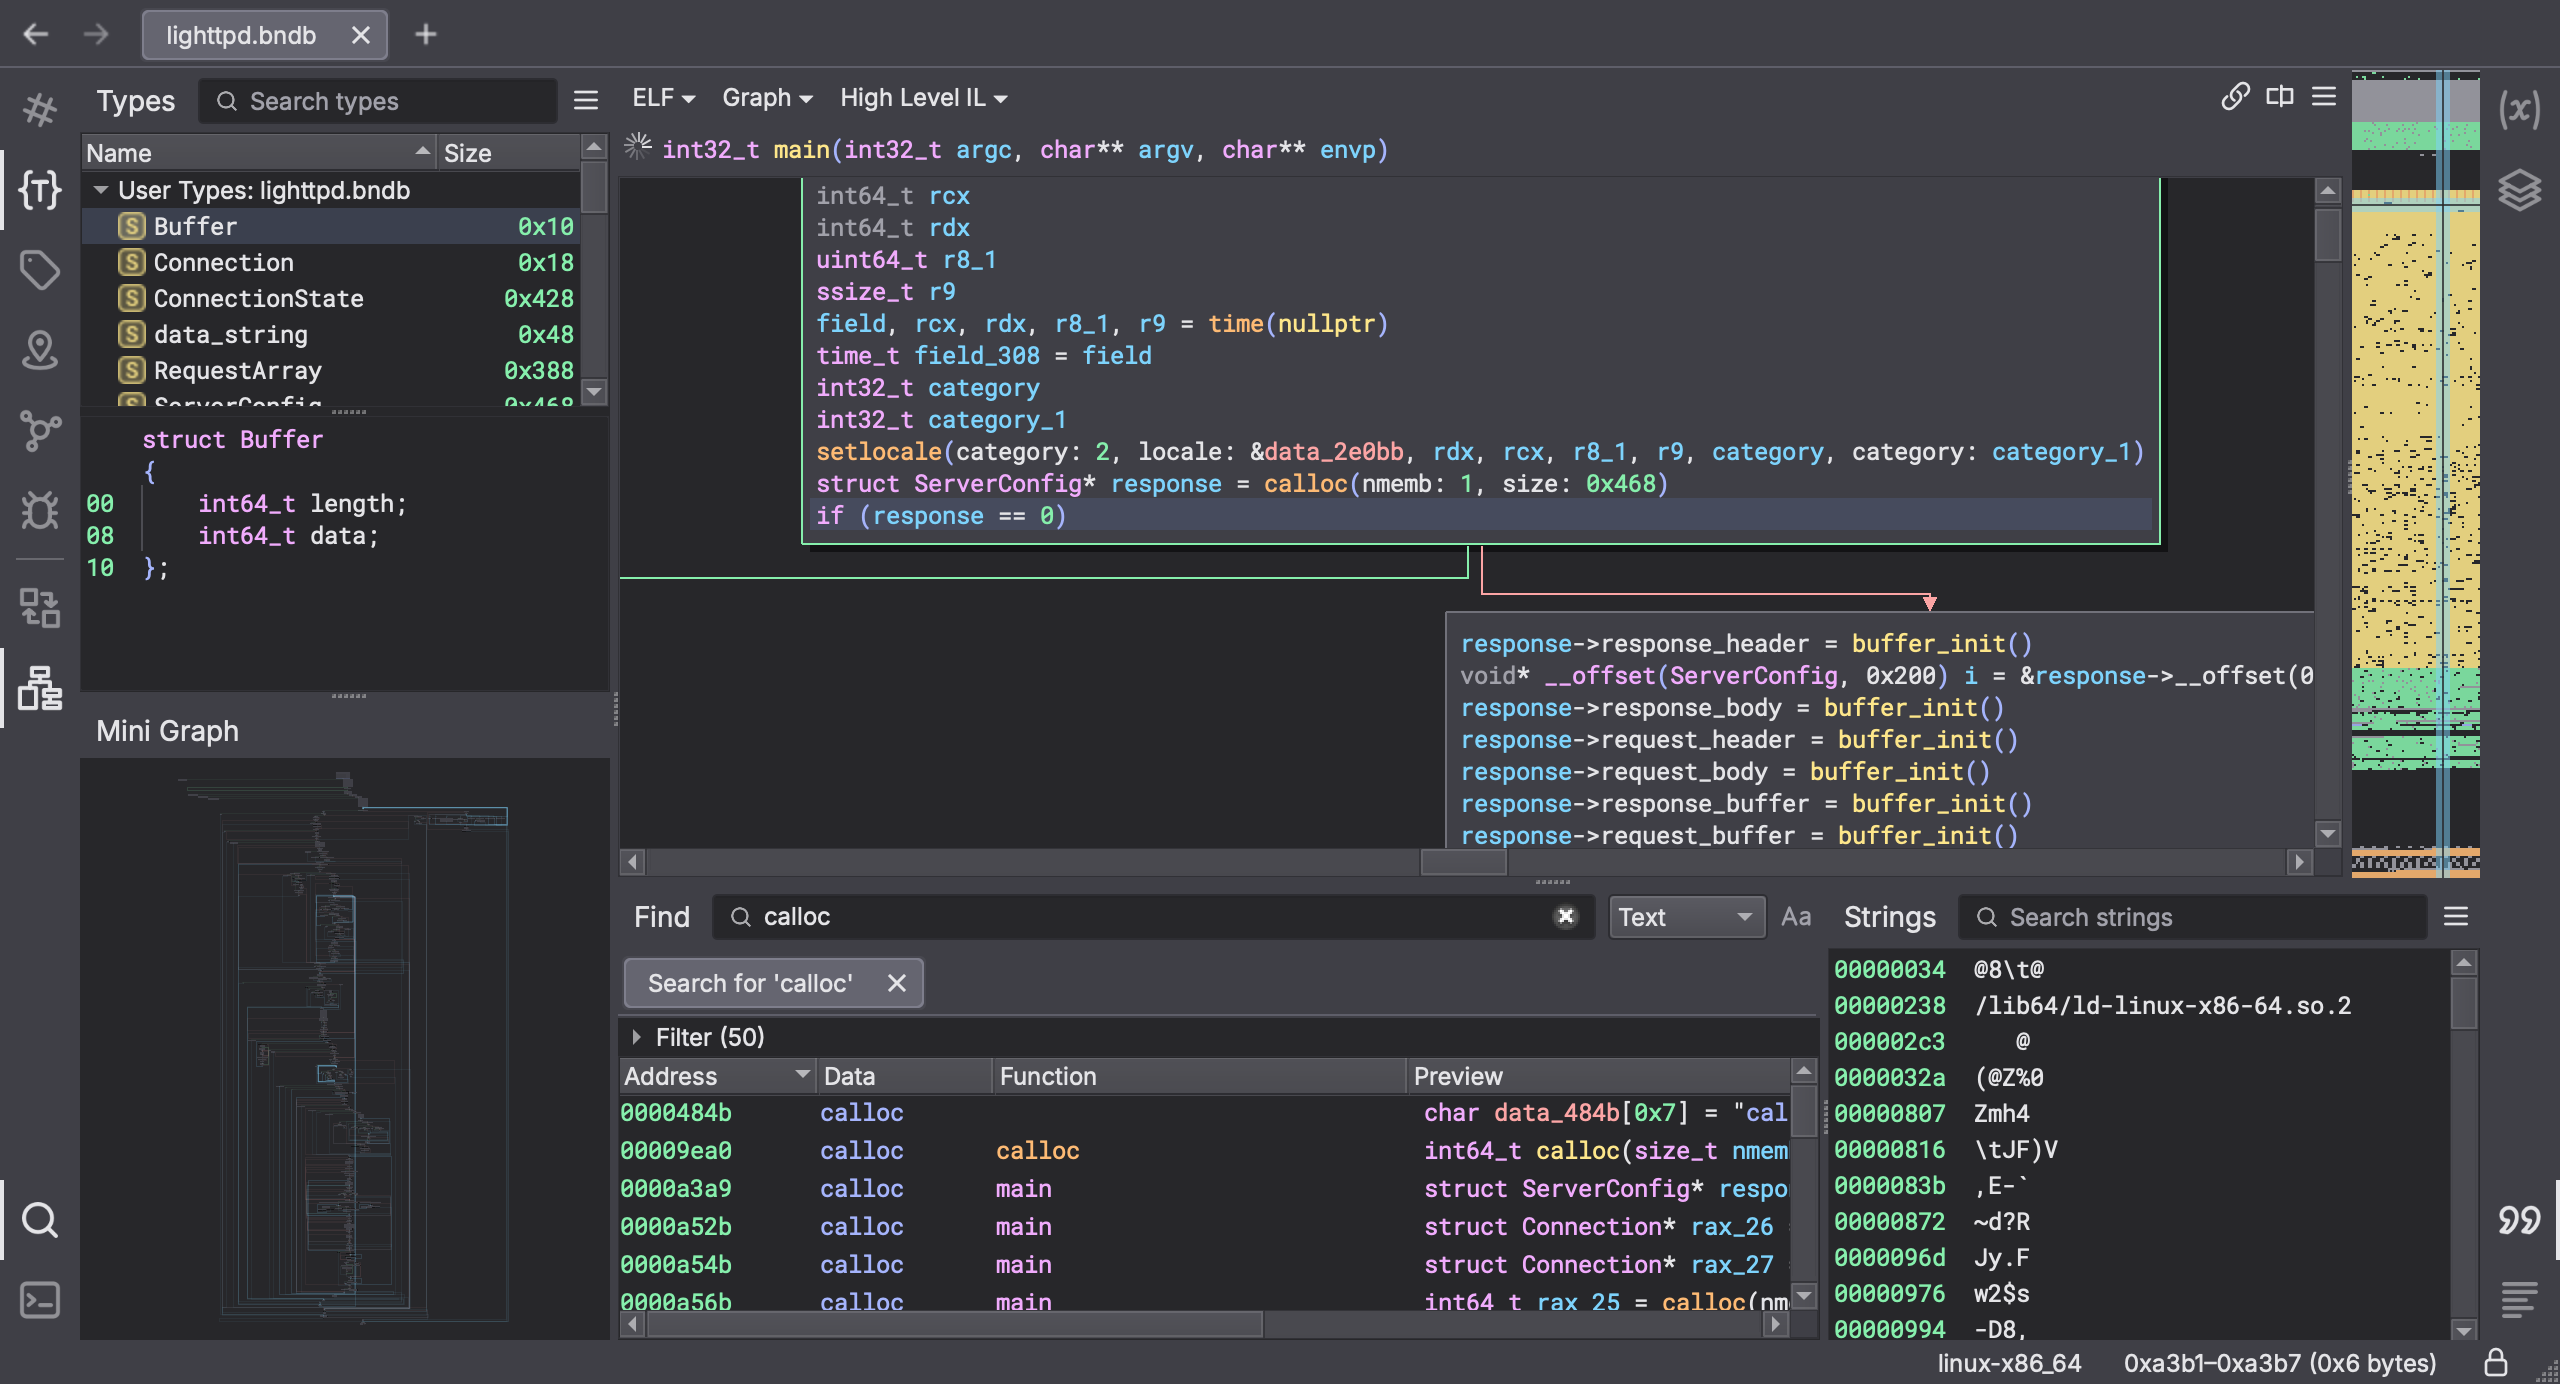 lighttpd.bndb
Types
Search types
Name
Size
User Types: lighttpd.bndb
S Buffer 0x10
S Connection 0x18
S ConnectionState 0x428
S data_string 0x48
S RequestArray 0x388
S ServerConfig 0x468
struct Buffer
{
00 int64_t length;
08 int64_t data;
10 };
Mini Graph
ELF Graph High Level IL
int32_t main(int32_t argc, char** argv, char** envp)
int64_t rcx
int64_t rdx
uint64_t r8_1
ssize_t r9
field, rcx, rdx, r8_1, r9 = time(nullptr)
time_t field_308 = field
int32_t category
int32_t category_1
setlocale(category: 2, locale: &data_2e0bb, rdx, rcx, r8_1, r9, category, category: category_1)
struct ServerConfig* response = calloc(nmemb: 1, size: 0x468)
if (response == 0)
response->response_header = buffer_init()
void* __offset(ServerConfig, 0x200) i = &response->__offset(0
response->response_body = buffer_init()
response->request_header = buffer_init()
response->request_body = buffer_init()
response->response_buffer = buffer_init()
response->request_buffer = buffer_init()
Find
calloc
Text
Aa
Search for 'calloc'
Filter (50)
Address Data Function Preview
0000484b calloc char data_484b[0x7] = "cal
00009ea0 calloc calloc int64_t calloc(size_t nmem
0000a3a9 calloc main struct ServerConfig* respo
0000a52b calloc main struct Connection* rax_26
0000a54b calloc main struct Connection* rax_27
0000a56b calloc main int64_t rax_25 = calloc(nm
Strings
Search strings
00000034 @8\t@
00000238 /lib64/ld-linux-x86-64.so.2
000002c3 @
0000032a (@Z%0
00000807 Zmh4
00000816 \tJF)V
0000083b ,E-`
00000872 ~d?R
0000096d Jy.F
00000976 w2$s
00000994 -D8,
linux-x86_64
0xa3b1–0xa3b7 (0x6 bytes)